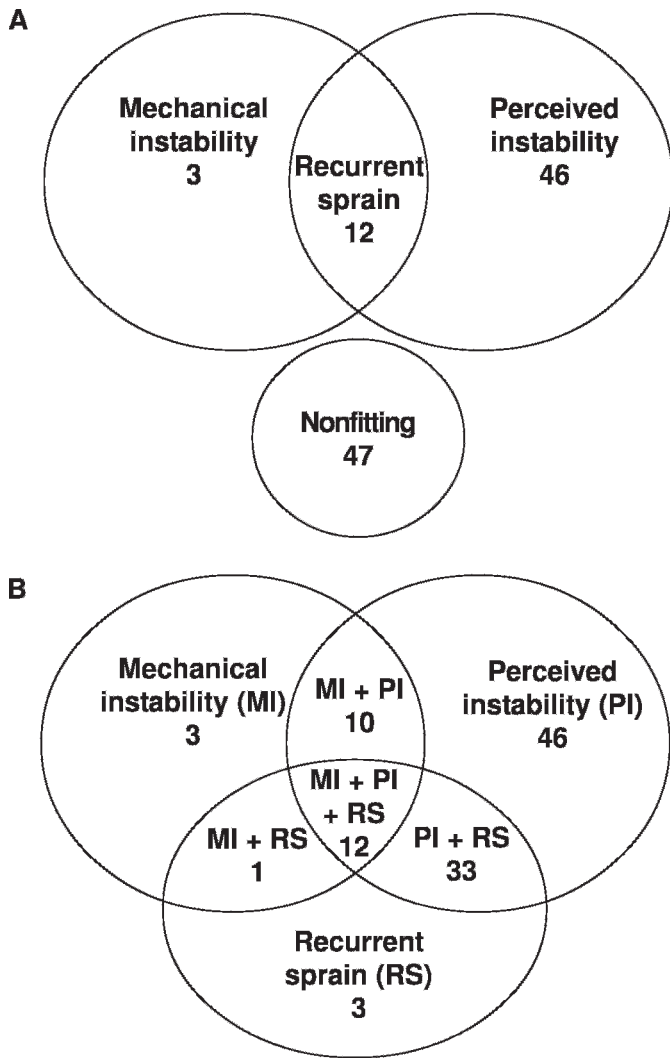 A
Mechanical
instability
3
Recurrent
sprain
12
Perceived
instability
46
Nonfitting
47
B
Mechanical
instability (MI)
3
MI + PI
10
Perceived
instability (PI)
46
MI + PI
+ RS
12
MI + RS
1
PI + RS
33
Recurrent
sprain (RS)
3